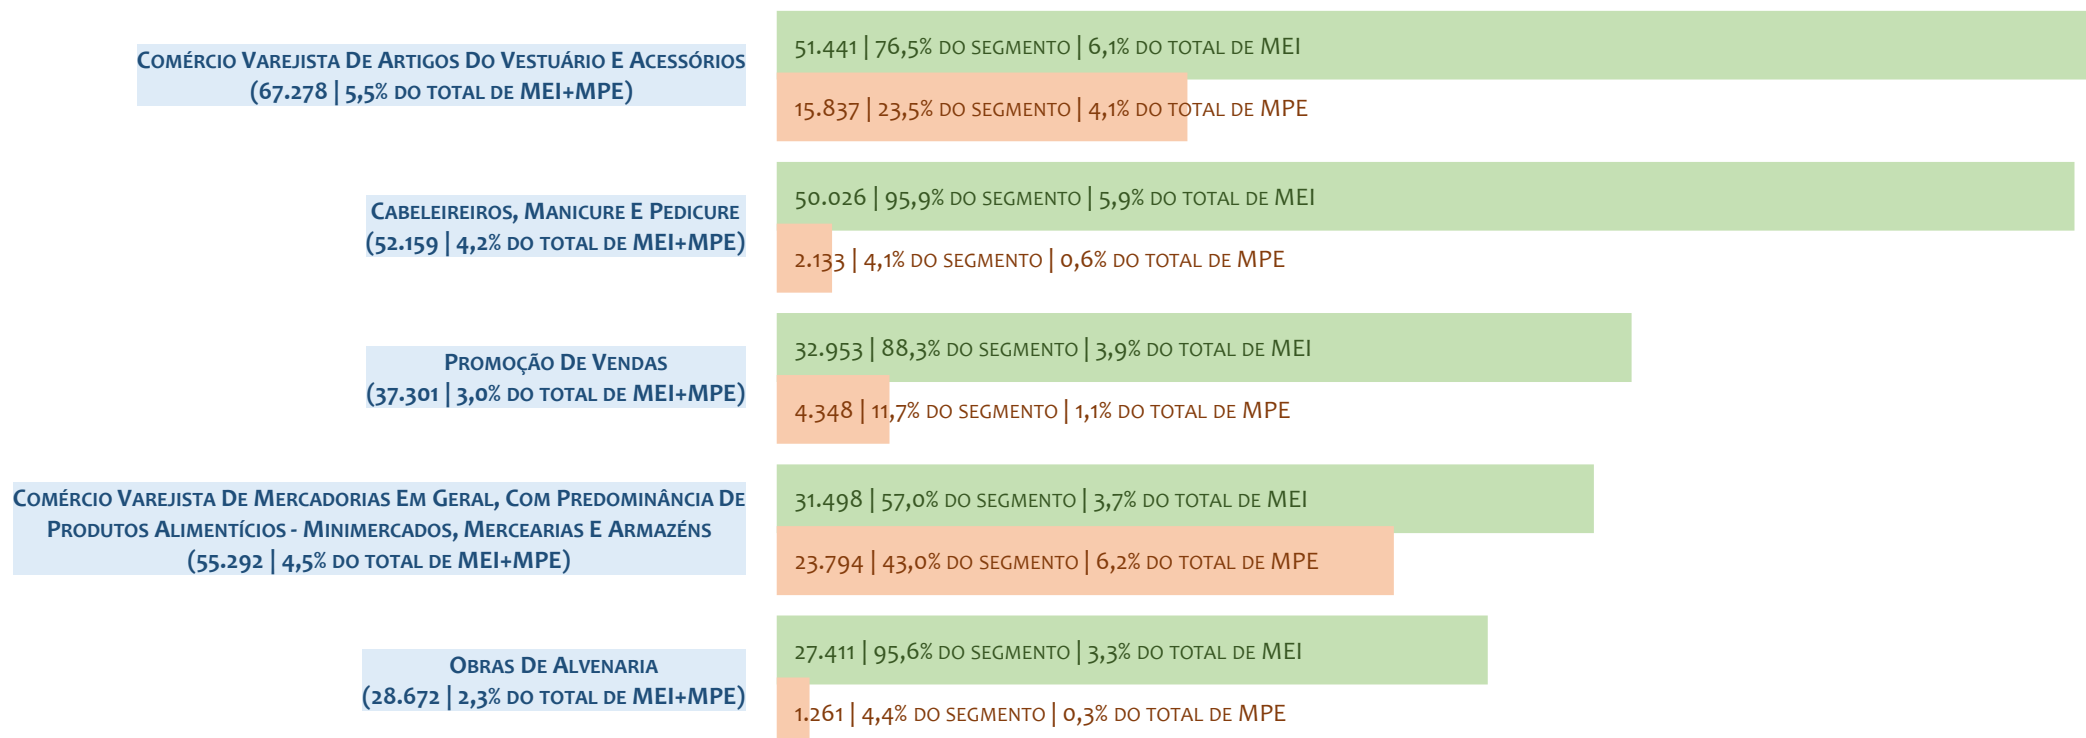 Comércio Varejista De Artigos Do Vestuário E Acessórios
(67.278 | 5,5% do total de MEI+MPE)
51.441 | 76,5% do segmento | 6,1% do total de MEI
15.837 | 23,5% do segmento | 4,1% do total de MPE
Cabeleireiros, Manicure E Pedicure
(52.159 | 4,2% do total de MEI+MPE)
50.026 | 95,9% do segmento | 5,9% do total de MEI
2.133 | 4,1% do segmento | 0,6% do total de MPE
Promoção De Vendas
(37.301 | 3,0% do total de MEI+MPE)
32.953 | 88,3% do segmento | 3,9% do total de MEI
4.348 | 11,7% do segmento | 1,1% do total de MPE
Comércio Varejista De Mercadorias Em Geral, Com Predominância De
Produtos Alimentícios - Minimercados, Mercearias E Armazéns
(55.292 | 4,5% do total de MEI+MPE)
31.498 | 57,0% do segmento | 3,7% do total de MEI
23.794 | 43,0% do segmento | 6,2% do total de MPE
Obras De Alvenaria
(28.672 | 2,3% do total de MEI+MPE)
27.411 | 95,6% do segmento | 3,3% do total de MEI
1.261 | 4,4% do segmento | 0,3% do total de MPE